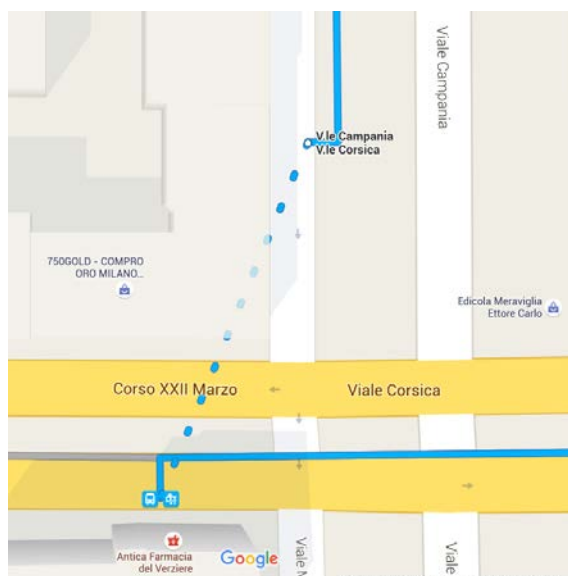 Viale Campania
V.le Campania
V.le Corsica
750GOLD - COMPRO
ORO MILANO...
Edicola Meraviglia
Ettore Carlo
Corso XXII Marzo
Viale Corsica
Antica Farmacia
del Verziere
Google
Viale M
Viale